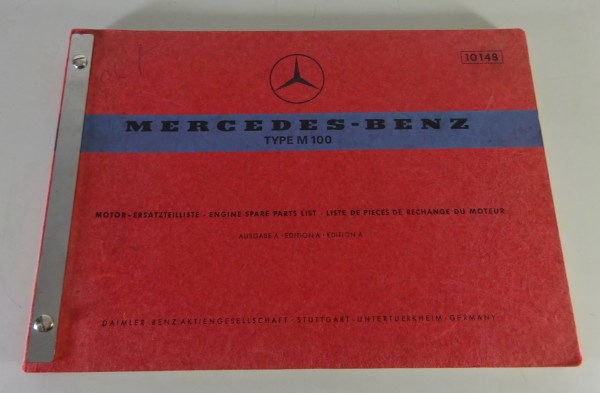 10148
MERCEDES-BENZ
TYPE M 100
MOTOR-ERSATZTEILLISTE · ENGINE SPARE PARTS LIST · LISTE DE PIECES DE RECHANGE DU MOTEUR
AUSGABE A · EDITION A · EDITION A
DAIMLER-BENZ AKTIENGESELLSCHAFT · STUTTGART-UNTERTUERKHEIM · GERMANY